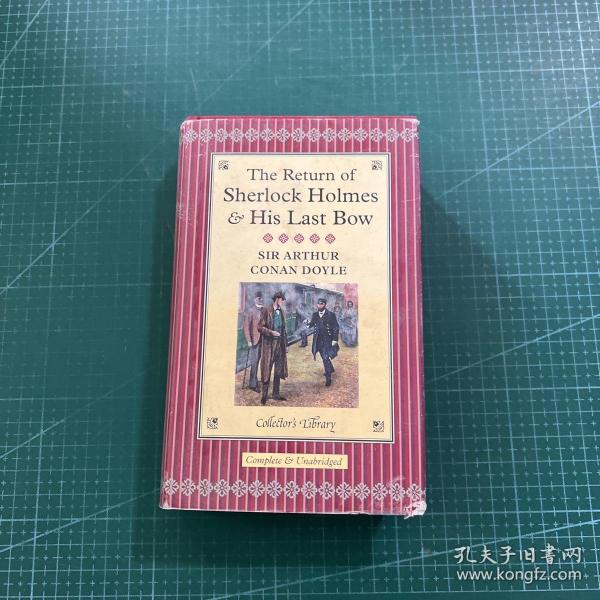 The Return of
Sherlock Holmes
& His Last Bow
SIR ARTHUR
CONAN DOYLE
Collector's Library
Complete & Unabridged
孔夫子旧書网
www.kongfz.com